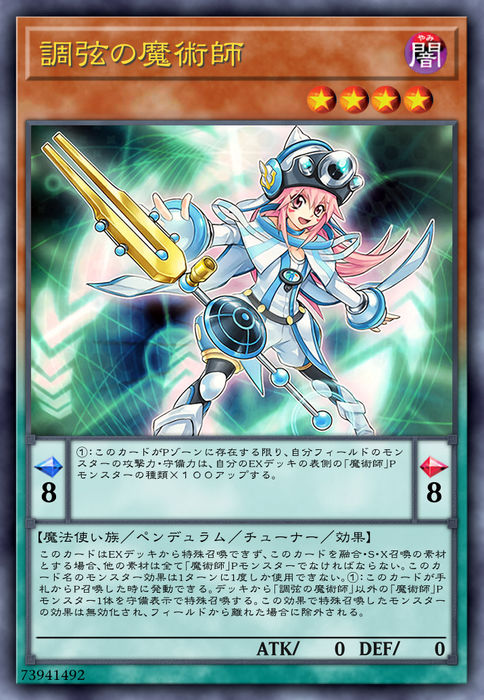 調弦の魔術師
やみ
闇
①:このカードがPゾーンに存在する限り、自分フィールドのモン
スターの攻撃力・守備力は、自分のEXデッキの表側の「魔術師」P
モンスターの種類×100アップする。
8
8
【魔法使い族/ペンデュラム/チューナー/効果】
このカードはEXデッキから特殊召喚できず、このカードを融合・S・X召喚の素材
とする場合、他の素材は全て「魔術師」Pモンスターでなければならない。このカー
ド名のモンスター効果は1ターンに1度しか使用できない。①:このカードが手
札からP召喚した時に発動できる。デッキから「調弦の魔術師」以外の「魔術師」P
モンスター1体を守備表示で特殊召喚する。この効果で特殊召喚したモンスター
の効果は無効化され、フィールドから離れた場合に除外される。
ATK/ 0 DEF/ 0
73941492